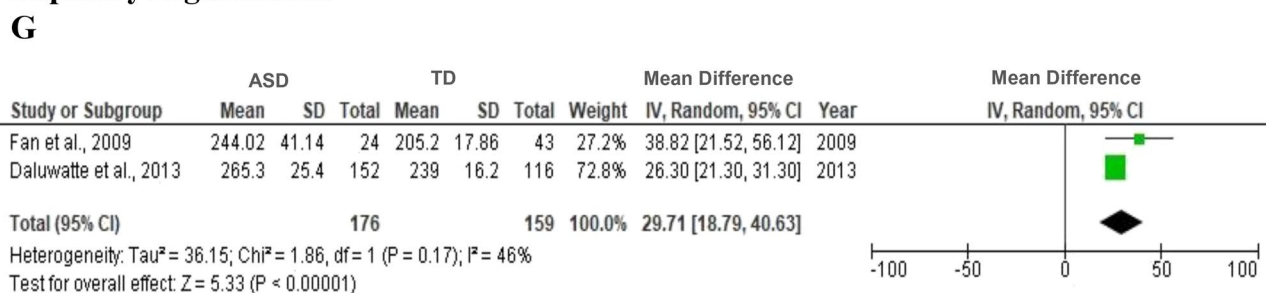 G
ASD TD Mean Difference Mean Difference
Study or Subgroup Mean SD Total Mean SD Total Weight IV, Random, 95% CI Year IV, Random, 95% CI
Fan et al., 2009 244.02 41.14 24 205.2 17.86 43 27.2% 38.82 [21.52, 56.12] 2009
Daluwatte et al., 2013 265.3 25.4 152 239 16.2 116 72.8% 26.30 [21.30, 31.30] 2013
Total (95% CI) 176 159 100.0% 29.71 [18.79, 40.63]
Heterogeneity: Tau² = 36.15; Chi² = 1.86, df = 1 (P = 0.17); I² = 46%
Test for overall effect: Z = 5.33 (P < 0.00001)
-100 -50 0 50 100